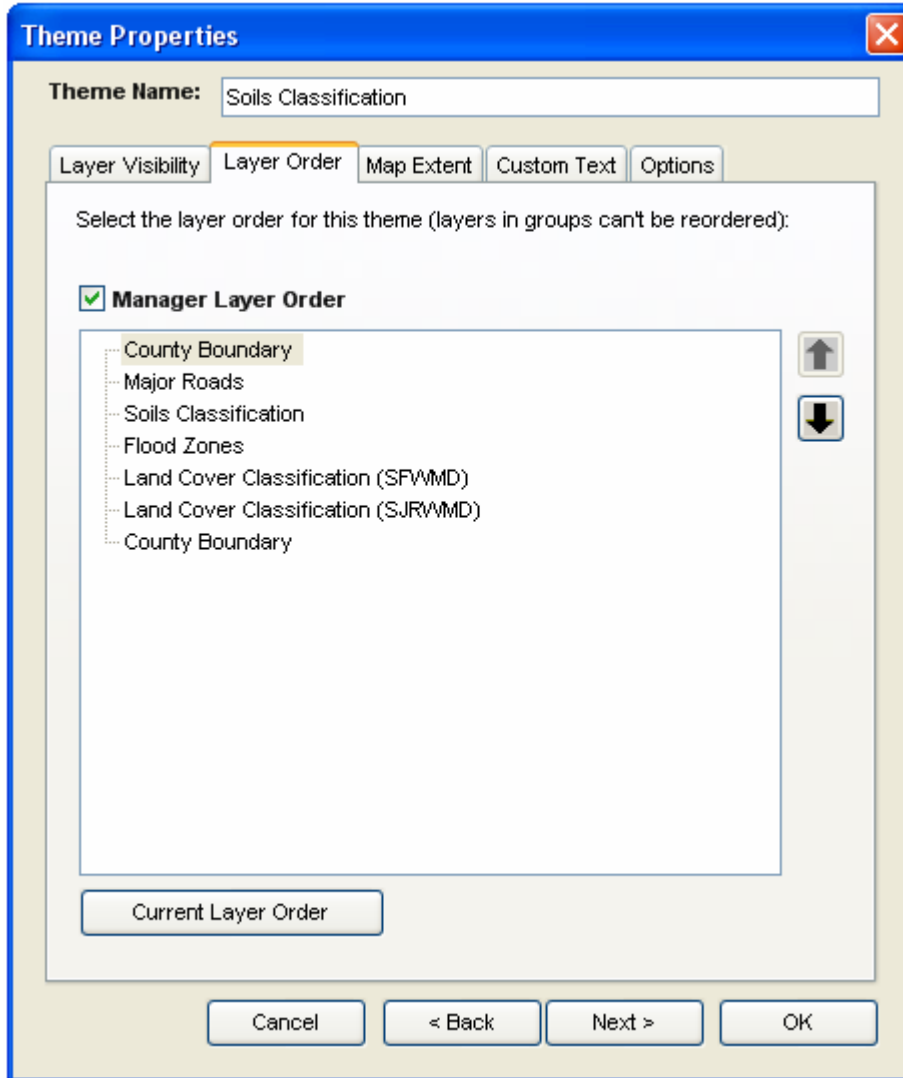 Theme Properties
Theme Name: Soils Classification
Layer Visibility Layer Order Map Extent Custom Text Options
Select the layer order for this theme (layers in groups can't be reordered):
Manager Layer Order
County Boundary
Major Roads
Soils Classification
Flood Zones
Land Cover Classification (SFWMD)
Land Cover Classification (SJRWMD)
County Boundary
Current Layer Order
Cancel < Back Next > OK